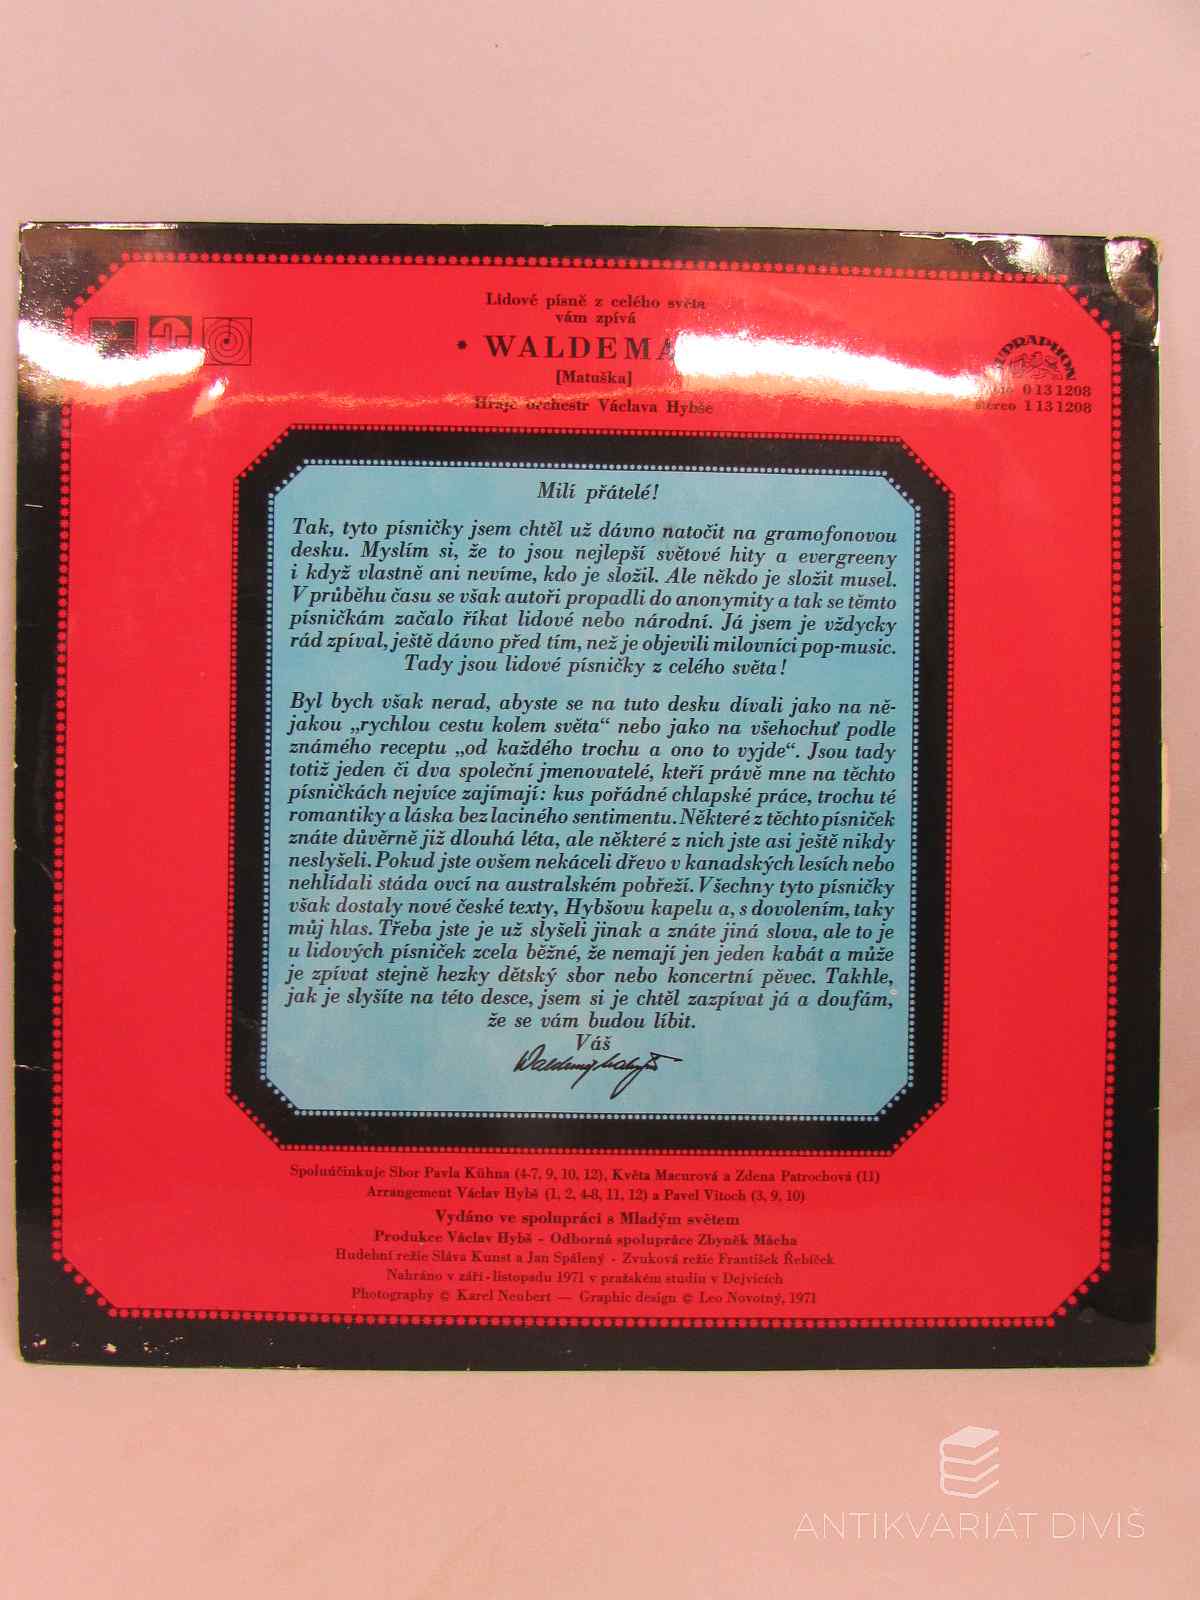 Lidové písně z celého světa
vám zpívá
* WALDEMA
[Matuška]
Hraje orchestr Václava Hybše
SUPRAPHON
0 13 1208
stereo 1 13 1208
Milí přátelé!
Tak, tyto písničky jsem chtěl už dávno natočit na gramofonovou
desku. Myslím si, že to jsou nejlepší světové hity a evergreeny
i když vlastně ani nevíme, kdo je složil. Ale někdo je složit musel.
V průběhu času se však autoři propadli do anonymity a tak se těmto
písničkám začalo říkat lidové nebo národní. Já jsem je vždycky
rád zpíval, ještě dávno před tím, než je objevili milovníci pop-music.
Tady jsou lidové písničky z celého světa!
Byl bych však nerad, abyste se na tuto desku dívali jako na ně-
jakou „rychlou cestu kolem světa“ nebo jako na všehochuť podle
známého receptu „od každého trochu a ono to vyjde“. Jsou tady
totiž jeden či dva společní jmenovatelé, kteří právě mne na těchto
písničkách nejvíce zajímají: kus pořádné chlapské práce, trochu té
romantiky a láska bez laciného sentimentu. Některé z těchto písniček
znáte důvěrně již dlouhá léta, ale některé z nich jste asi ještě nikdy
neslyšeli. Pokud jste ovšem nekáceli dřevo v kanadských lesích nebo
nehlídali stáda ovcí na australském pobřeží. Všechny tyto písničky
však dostaly nové české texty, Hybšovu kapelu a, s dovolením, taky
můj hlas. Třeba jste je už slyšeli jinak a znáte jiná slova, ale to je
u lidových písniček zcela běžné, že nemají jen jeden kabát a může
je zpívat stejně hezky dětský sbor nebo koncertní pěvec. Takhle,
jak je slyšíte na této desce, jsem si je chtěl zazpívat já a doufám,
že se vám budou líbit.
Váš
Waldemar Matuška
Spoluúčinkuje Sbor Pavla Kühna (4-7, 9, 10, 12), Květa Macurová a Zdena Patrochová (11)
Arrangement Václav Hybš (1, 2, 4-8, 11, 12) a Pavel Vitoch (3, 9, 10)
Vydáno ve spolupráci s Mladým světem
Produkce Václav Hybš - Odborná spolupráce Zbyněk Mácha
Hudební režie Sláva Kunst a Jan Spálený - Zvuková režie František Řebíček
Nahráno v září-listopadu 1971 v pražském studiu v Dejvicích
Photography © Karel Neubert — Graphic design © Leo Novotný, 1971
ANTIKVARIÁT DIVIŠ